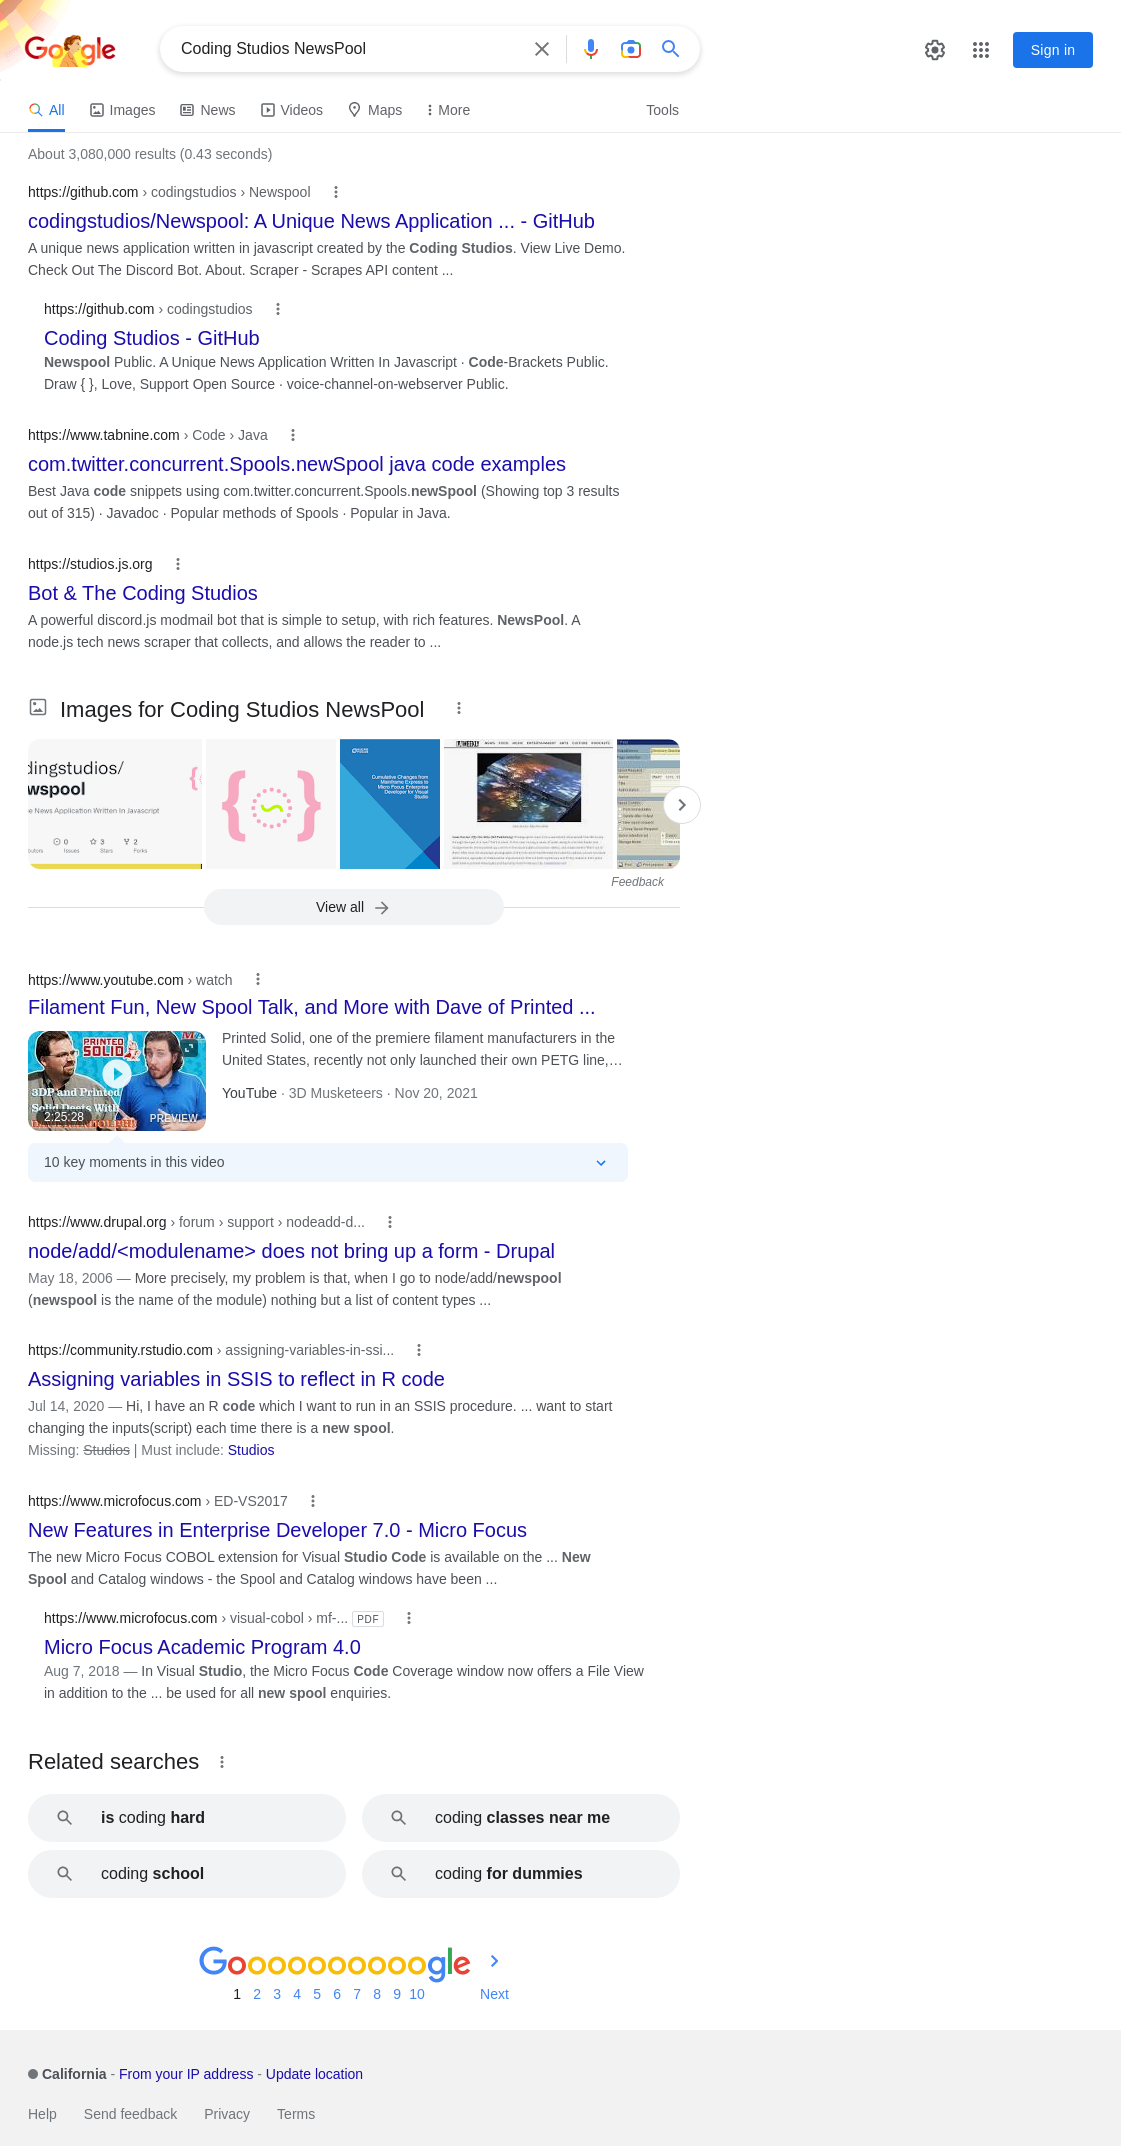 Google
Coding Studios NewsPool
Sign in
All
Images
News
Videos
Maps
More
Tools
About 3,080,000 results (0.43 seconds)
https://github.com › codingstudios › Newspool
codingstudios/Newspool: A Unique News Application ... - GitHub
A unique news application written in javascript created by the Coding Studios. View Live Demo.
Check Out The Discord Bot. About. Scraper - Scrapes API content ...
https://github.com › codingstudios
Coding Studios - GitHub
Newspool Public. A Unique News Application Written In Javascript · Code-Brackets Public.
Draw { }, Love, Support Open Source · voice-channel-on-webserver Public.
https://www.tabnine.com › Code › Java
com.twitter.concurrent.Spools.newSpool java code examples
Best Java code snippets using com.twitter.concurrent.Spools.newSpool (Showing top 3 results
out of 315) · Javadoc · Popular methods of Spools · Popular in Java.
https://studios.js.org
Bot & The Coding Studios
A powerful discord.js modmail bot that is simple to setup, with rich features. NewsPool. A
node.js tech news scraper that collects, and allows the reader to ...
Images for Coding Studios NewsPool
dingstudios/
wspool
e News Application Written In Javascript
0
3
2
Issues
Stars
Forks
Cumulative Changes from
Mainframe Express to
Micro Focus Enterprise
Developer for Visual
Studio
Feedback
View all
https://www.youtube.com › watch
Filament Fun, New Spool Talk, and More with Dave of Printed ...
PRINTED
SOLID
3DP and Printed
Solid Deets With
2:25:28
PREVIEW
Printed Solid, one of the premiere filament manufacturers in the
United States, recently not only launched their own PETG line,...
YouTube · 3D Musketeers · Nov 20, 2021
10 key moments in this video
https://www.drupal.org › forum › support › nodeadd-d...
node/add/<modulename> does not bring up a form - Drupal
May 18, 2006 — More precisely, my problem is that, when I go to node/add/newspool
(newspool is the name of the module) nothing but a list of content types ...
https://community.rstudio.com › assigning-variables-in-ssi...
Assigning variables in SSIS to reflect in R code
Jul 14, 2020 — Hi, I have an R code which I want to run in an SSIS procedure. ... want to start
changing the inputs(script) each time there is a new spool.
Missing: Studios | Must include: Studios
https://www.microfocus.com › ED-VS2017
New Features in Enterprise Developer 7.0 - Micro Focus
The new Micro Focus COBOL extension for Visual Studio Code is available on the ... New
Spool and Catalog windows - the Spool and Catalog windows have been ...
https://www.microfocus.com › visual-cobol › mf-... PDF
Micro Focus Academic Program 4.0
Aug 7, 2018 — In Visual Studio, the Micro Focus Code Coverage window now offers a File View
in addition to the ... be used for all new spool enquiries.
Related searches
is coding hard
coding classes near me
coding school
coding for dummies
Goooooooooogle
1 2 3 4 5 6 7 8 9 10 Next
California - From your IP address - Update location
Help Send feedback Privacy Terms